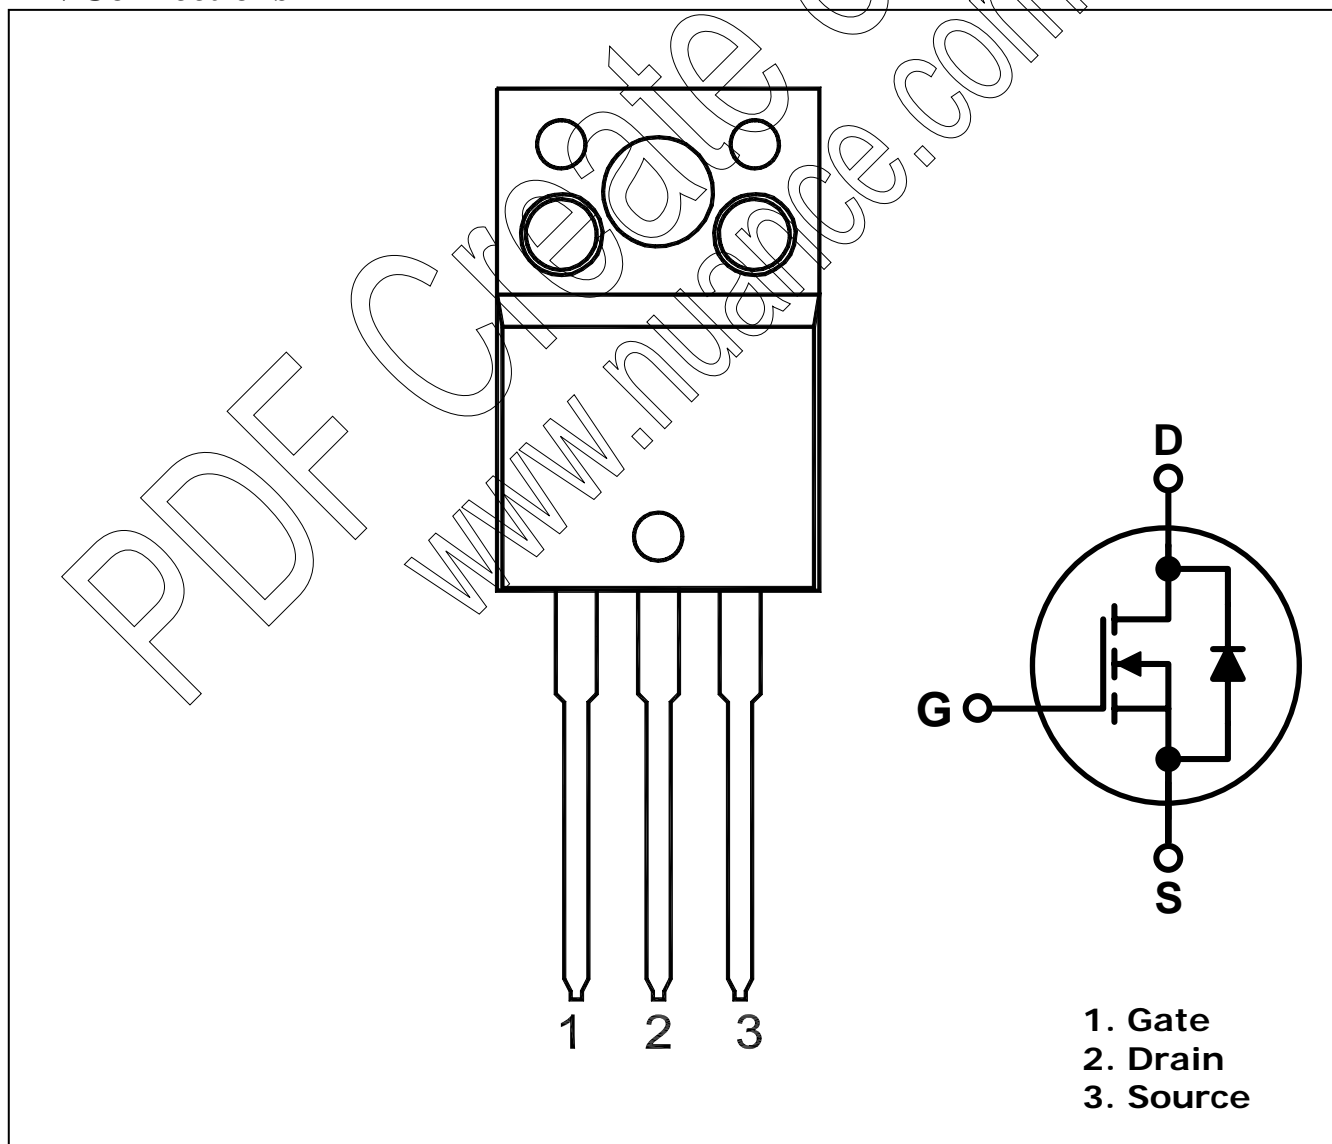 PDF Create
www.nuance.com
D
G
S
1 2 3
1. Gate
2. Drain
3. Source